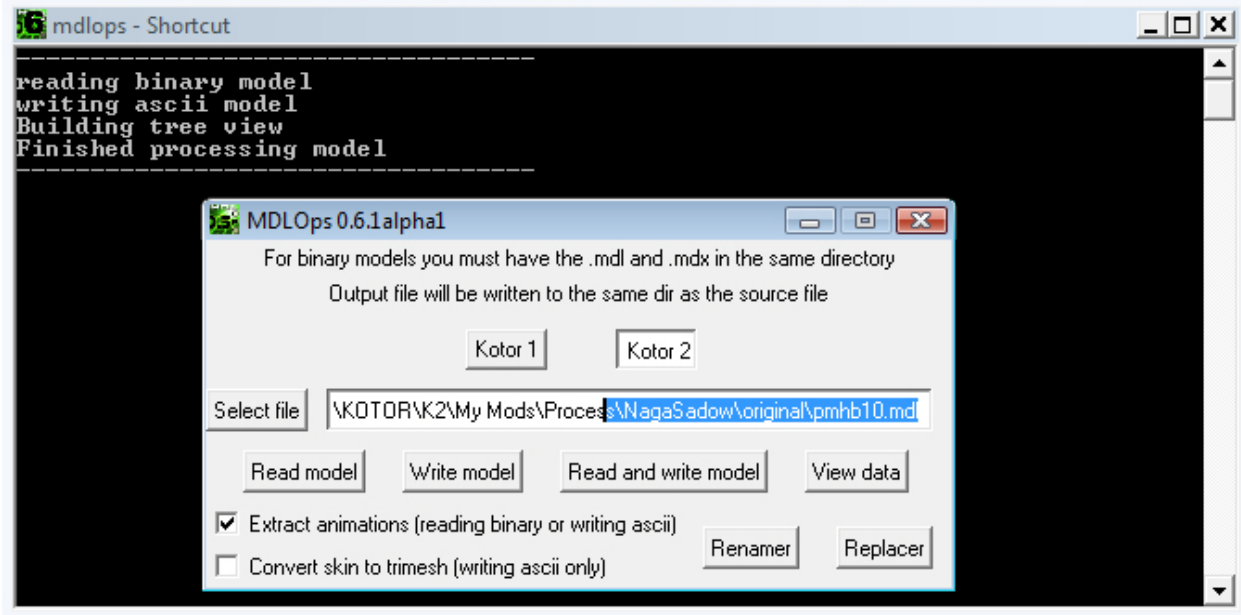 mdlops - Shortcut
reading binary model
writing ascii model
Building tree view
Finished processing model
MDLOps 0.6.1alpha1
For binary models you must have the .mdl and .mdx in the same directory
Output file will be written to the same dir as the source file
Kotor 1 Kotor 2
Select file \KOTOR\K2\My Mods\Process\NagaSadow\original\pmhb10.mdl
Read model Write model Read and write model View data
Extract animations (reading binary or writing ascii)
Renamer Replacer
Convert skin to trimesh (writing ascii only)